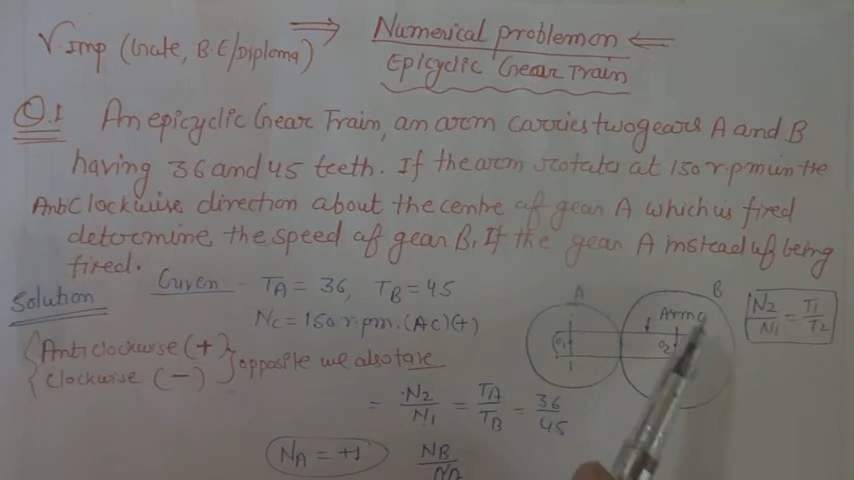 V. Imp (Gate, B.E/Diploma) ⇒ Numerical problem on ⇐
Epicyclic Gear Train
Q.1 An epicyclic Gear Train, an arm carries two gears A and B
having 36 and 45 teeth. If the arm rotates at 150 r.p.m in the
Anti Clockwise direction about the centre of gear A which is fixed
determine the speed of gear B. If the gear A instead of being
fixed.
Solution Given - TA = 36, TB = 45
NC = 150 r.p.m. (AC)(+)
Anticlockwise (+)
Clockwise (-)
opposite we also take
A
B
Arm C
O1
O2
1
N2/N1 = T1/T2
= N2/N1 = TA/TB = 36/45
NA = +1 NB/NA